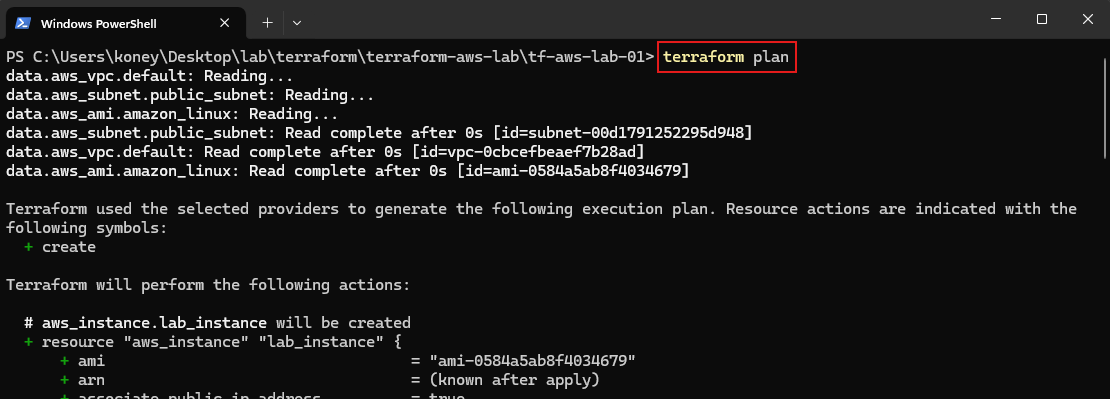 Windows PowerShell
PS C:\Users\koney\Desktop\lab\terraform\terraform-aws-lab\tf-aws-lab-01> terraform plan
data.aws_vpc.default: Reading...
data.aws_subnet.public_subnet: Reading...
data.aws_ami.amazon_linux: Reading...
data.aws_subnet.public_subnet: Read complete after 0s [id=subnet-00d1791252295d948]
data.aws_vpc.default: Read complete after 0s [id=vpc-0cbcefbeaef7b28ad]
data.aws_ami.amazon_linux: Read complete after 0s [id=ami-0584a5ab8f4034679]
Terraform used the selected providers to generate the following execution plan. Resource actions are indicated with the
following symbols:
+ create
Terraform will perform the following actions:
# aws_instance.lab_instance will be created
+ resource "aws_instance" "lab_instance" {
+ ami = "ami-0584a5ab8f4034679"
+ arn = (known after apply)
+ associate_public_ip_address = true